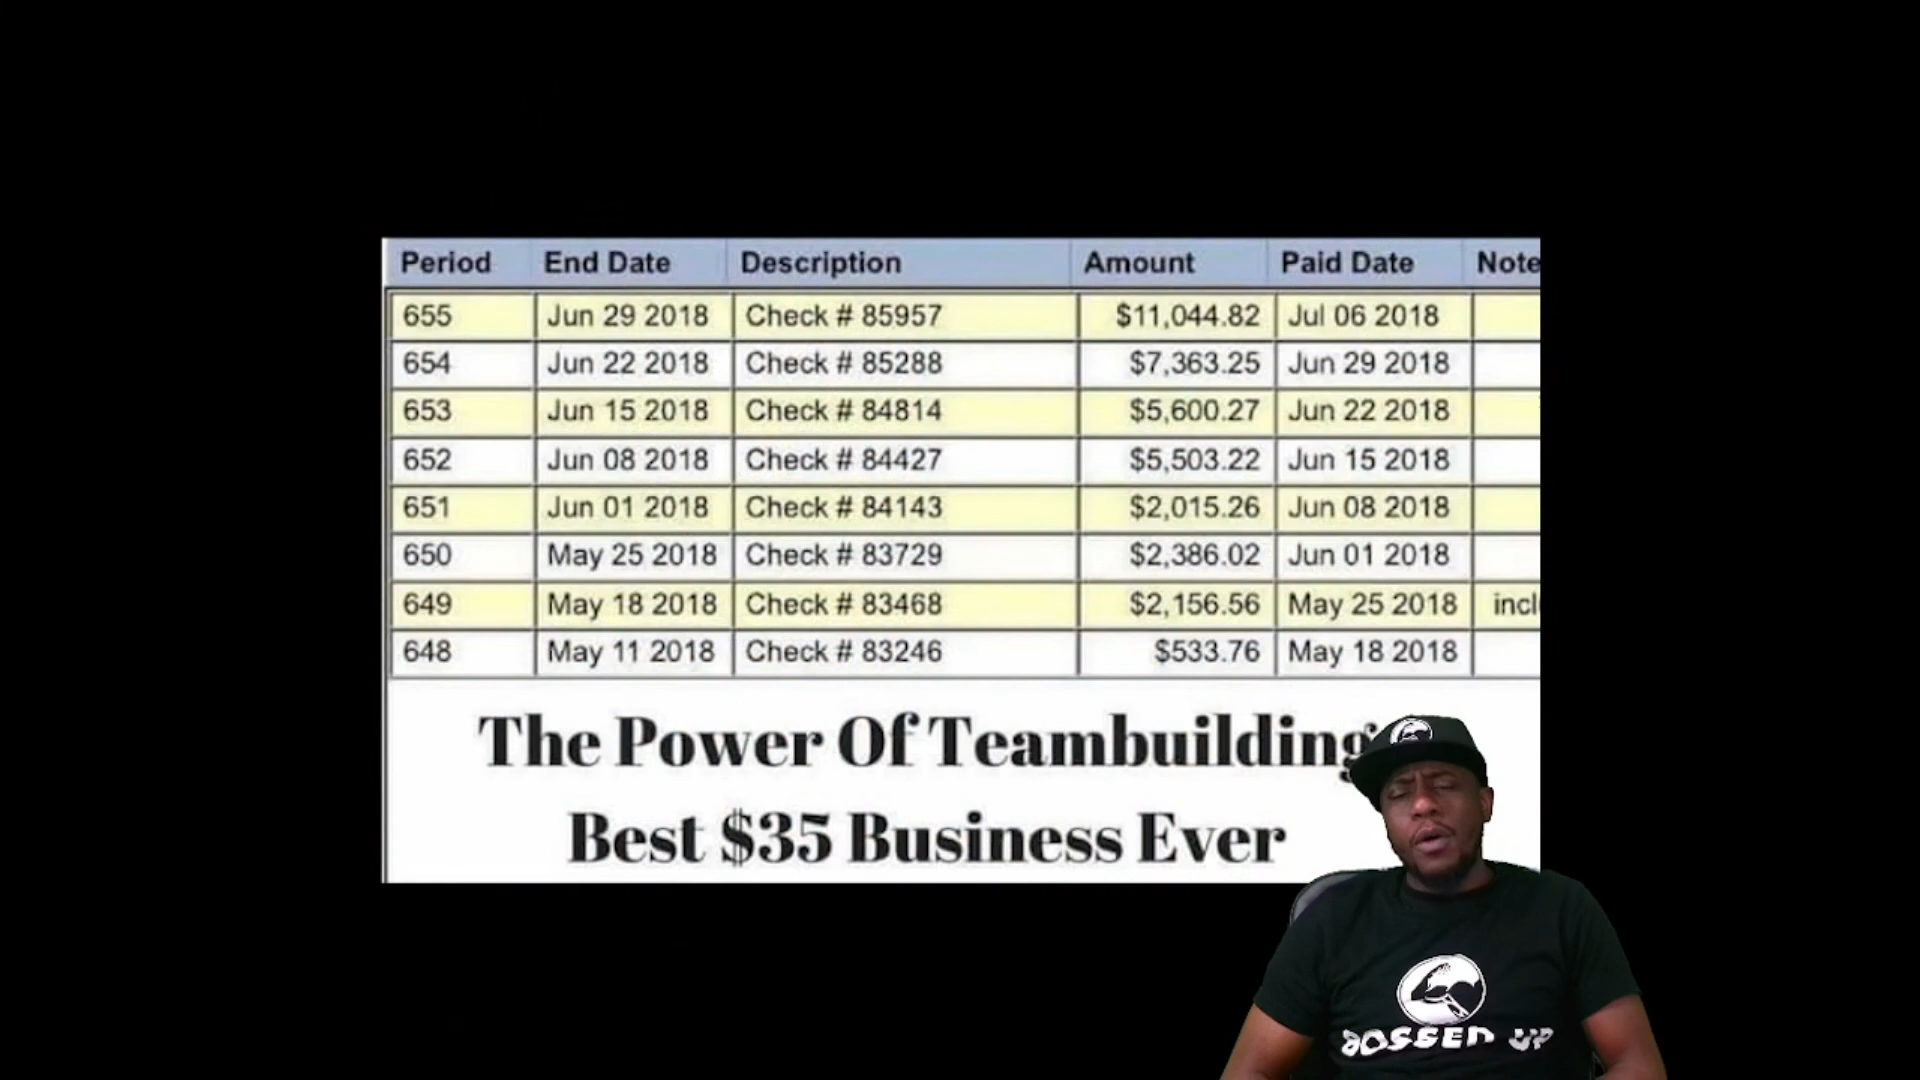 Period End Date Description Amount Paid Date Note
655 Jun 29 2018 Check # 85957 $11,044.82 Jul 06 2018
654 Jun 22 2018 Check # 85288 $7,363.25 Jun 29 2018
653 Jun 15 2018 Check # 84814 $5,600.27 Jun 22 2018
652 Jun 08 2018 Check # 84427 $5,503.22 Jun 15 2018
651 Jun 01 2018 Check # 84143 $2,015.26 Jun 08 2018
650 May 25 2018 Check # 83729 $2,386.02 Jun 01 2018
649 May 18 2018 Check # 83468 $2,156.56 May 25 2018 incl
648 May 11 2018 Check # 83246 $533.76 May 18 2018
The Power Of Teambuilding
Best $35 Business Ever
BOSSED UP